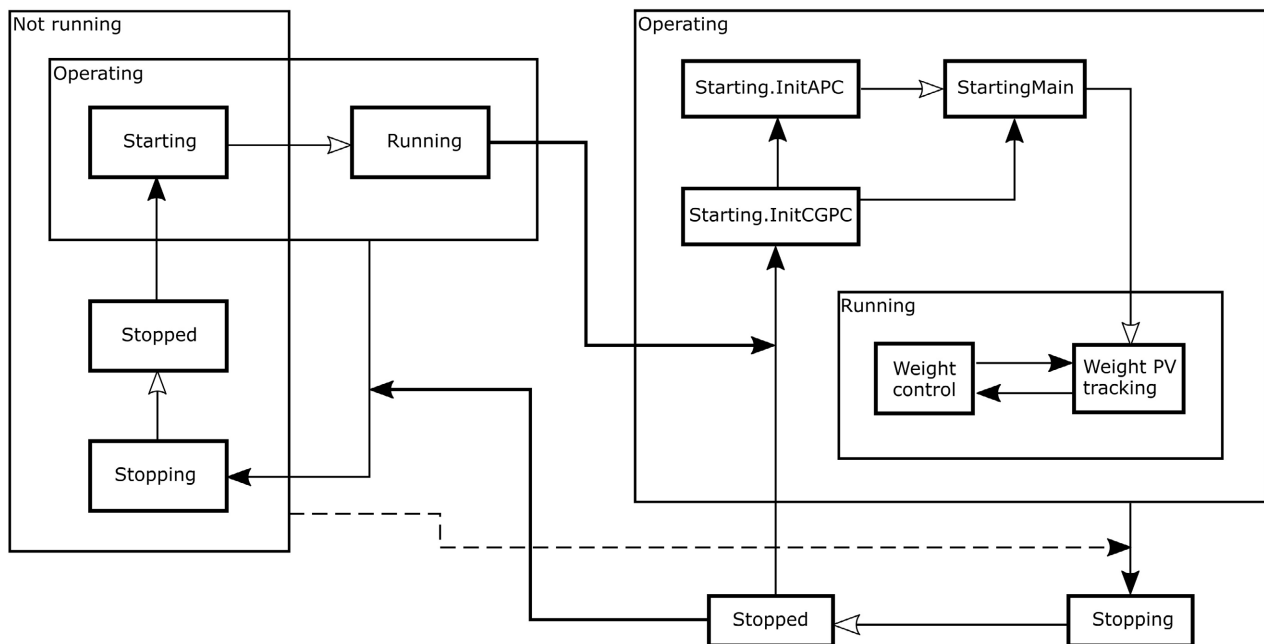 Not running
Operating
Starting
Running
Stopped
Stopping
Operating
Starting.InitAPC
StartingMain
Starting.InitCGPC
Running
Weight
control
Weight PV
tracking
Stopped
Stopping